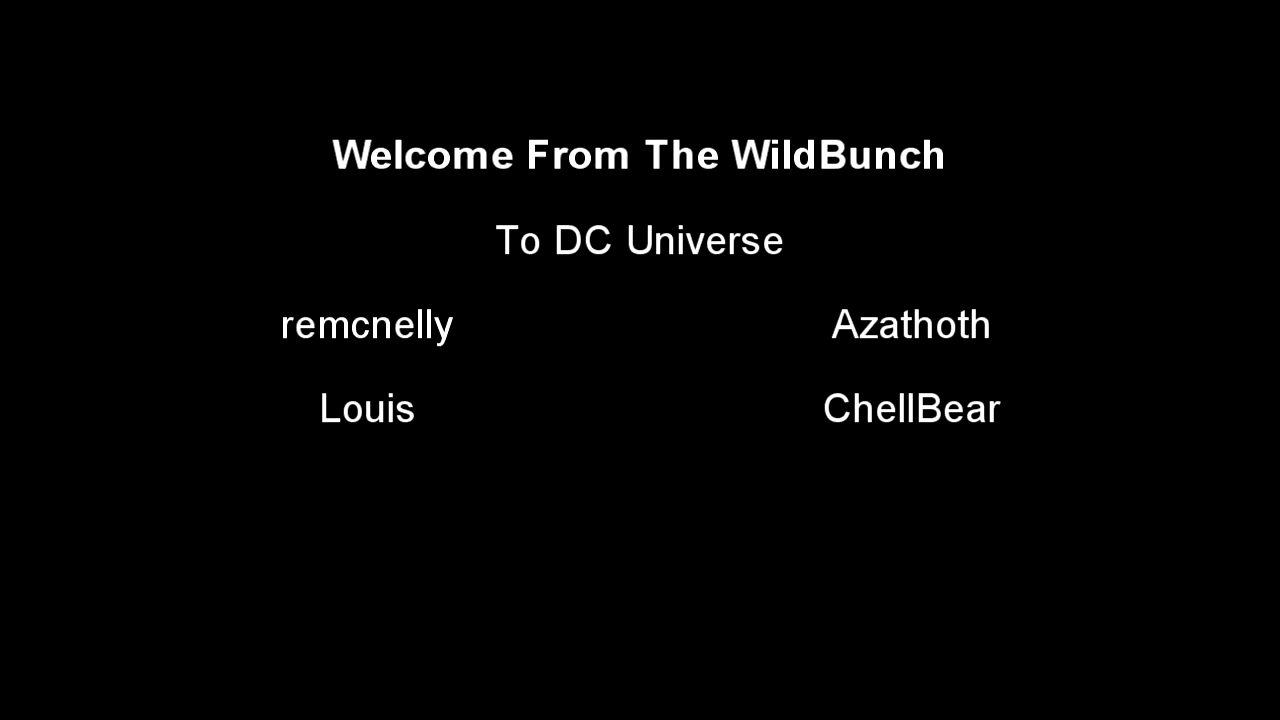 Welcome From The WildBunch
To DC Universe
remcnelly Azathoth
Louis ChellBear